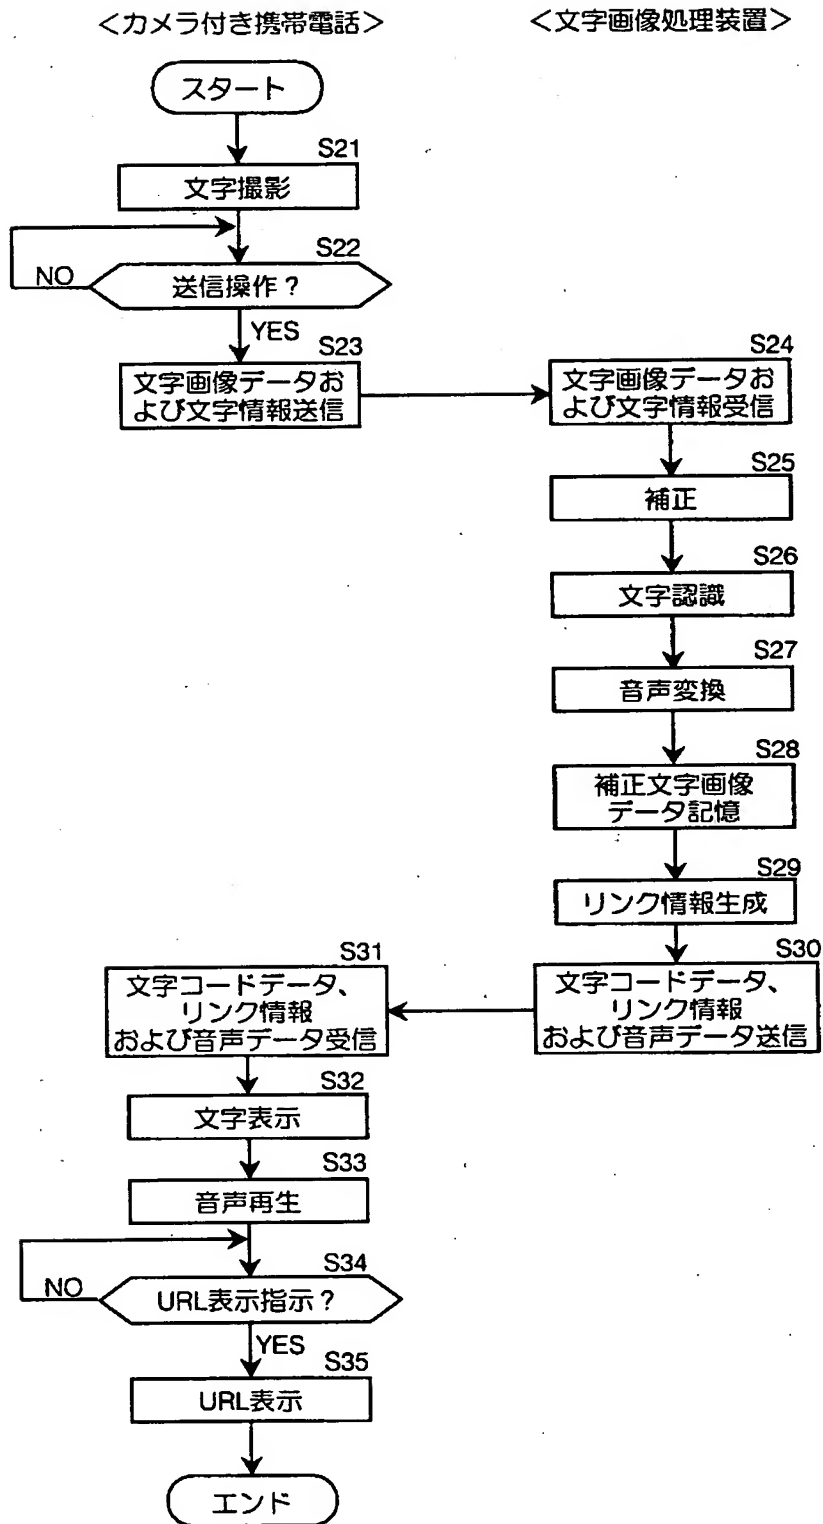 <カメラ付き携帯電話>
<文字画像処理装置>
スタート
S21
文字撮影
S22
NO
送信操作?
YES
S23
文字画像データお
よび文字情報送信
S24
文字画像データお
よび文字情報受信
S25
補正
S26
文字認識
S27
音声変換
S28
補正文字画像
データ記憶
S29
リンク情報生成
S30
文字コードデータ、
リンク情報
および音声データ送信
S31
文字コードデータ、
リンク情報
および音声データ受信
S32
文字表示
S33
音声再生
S34
NO
URL表示指示?
YES
S35
URL表示
エンド